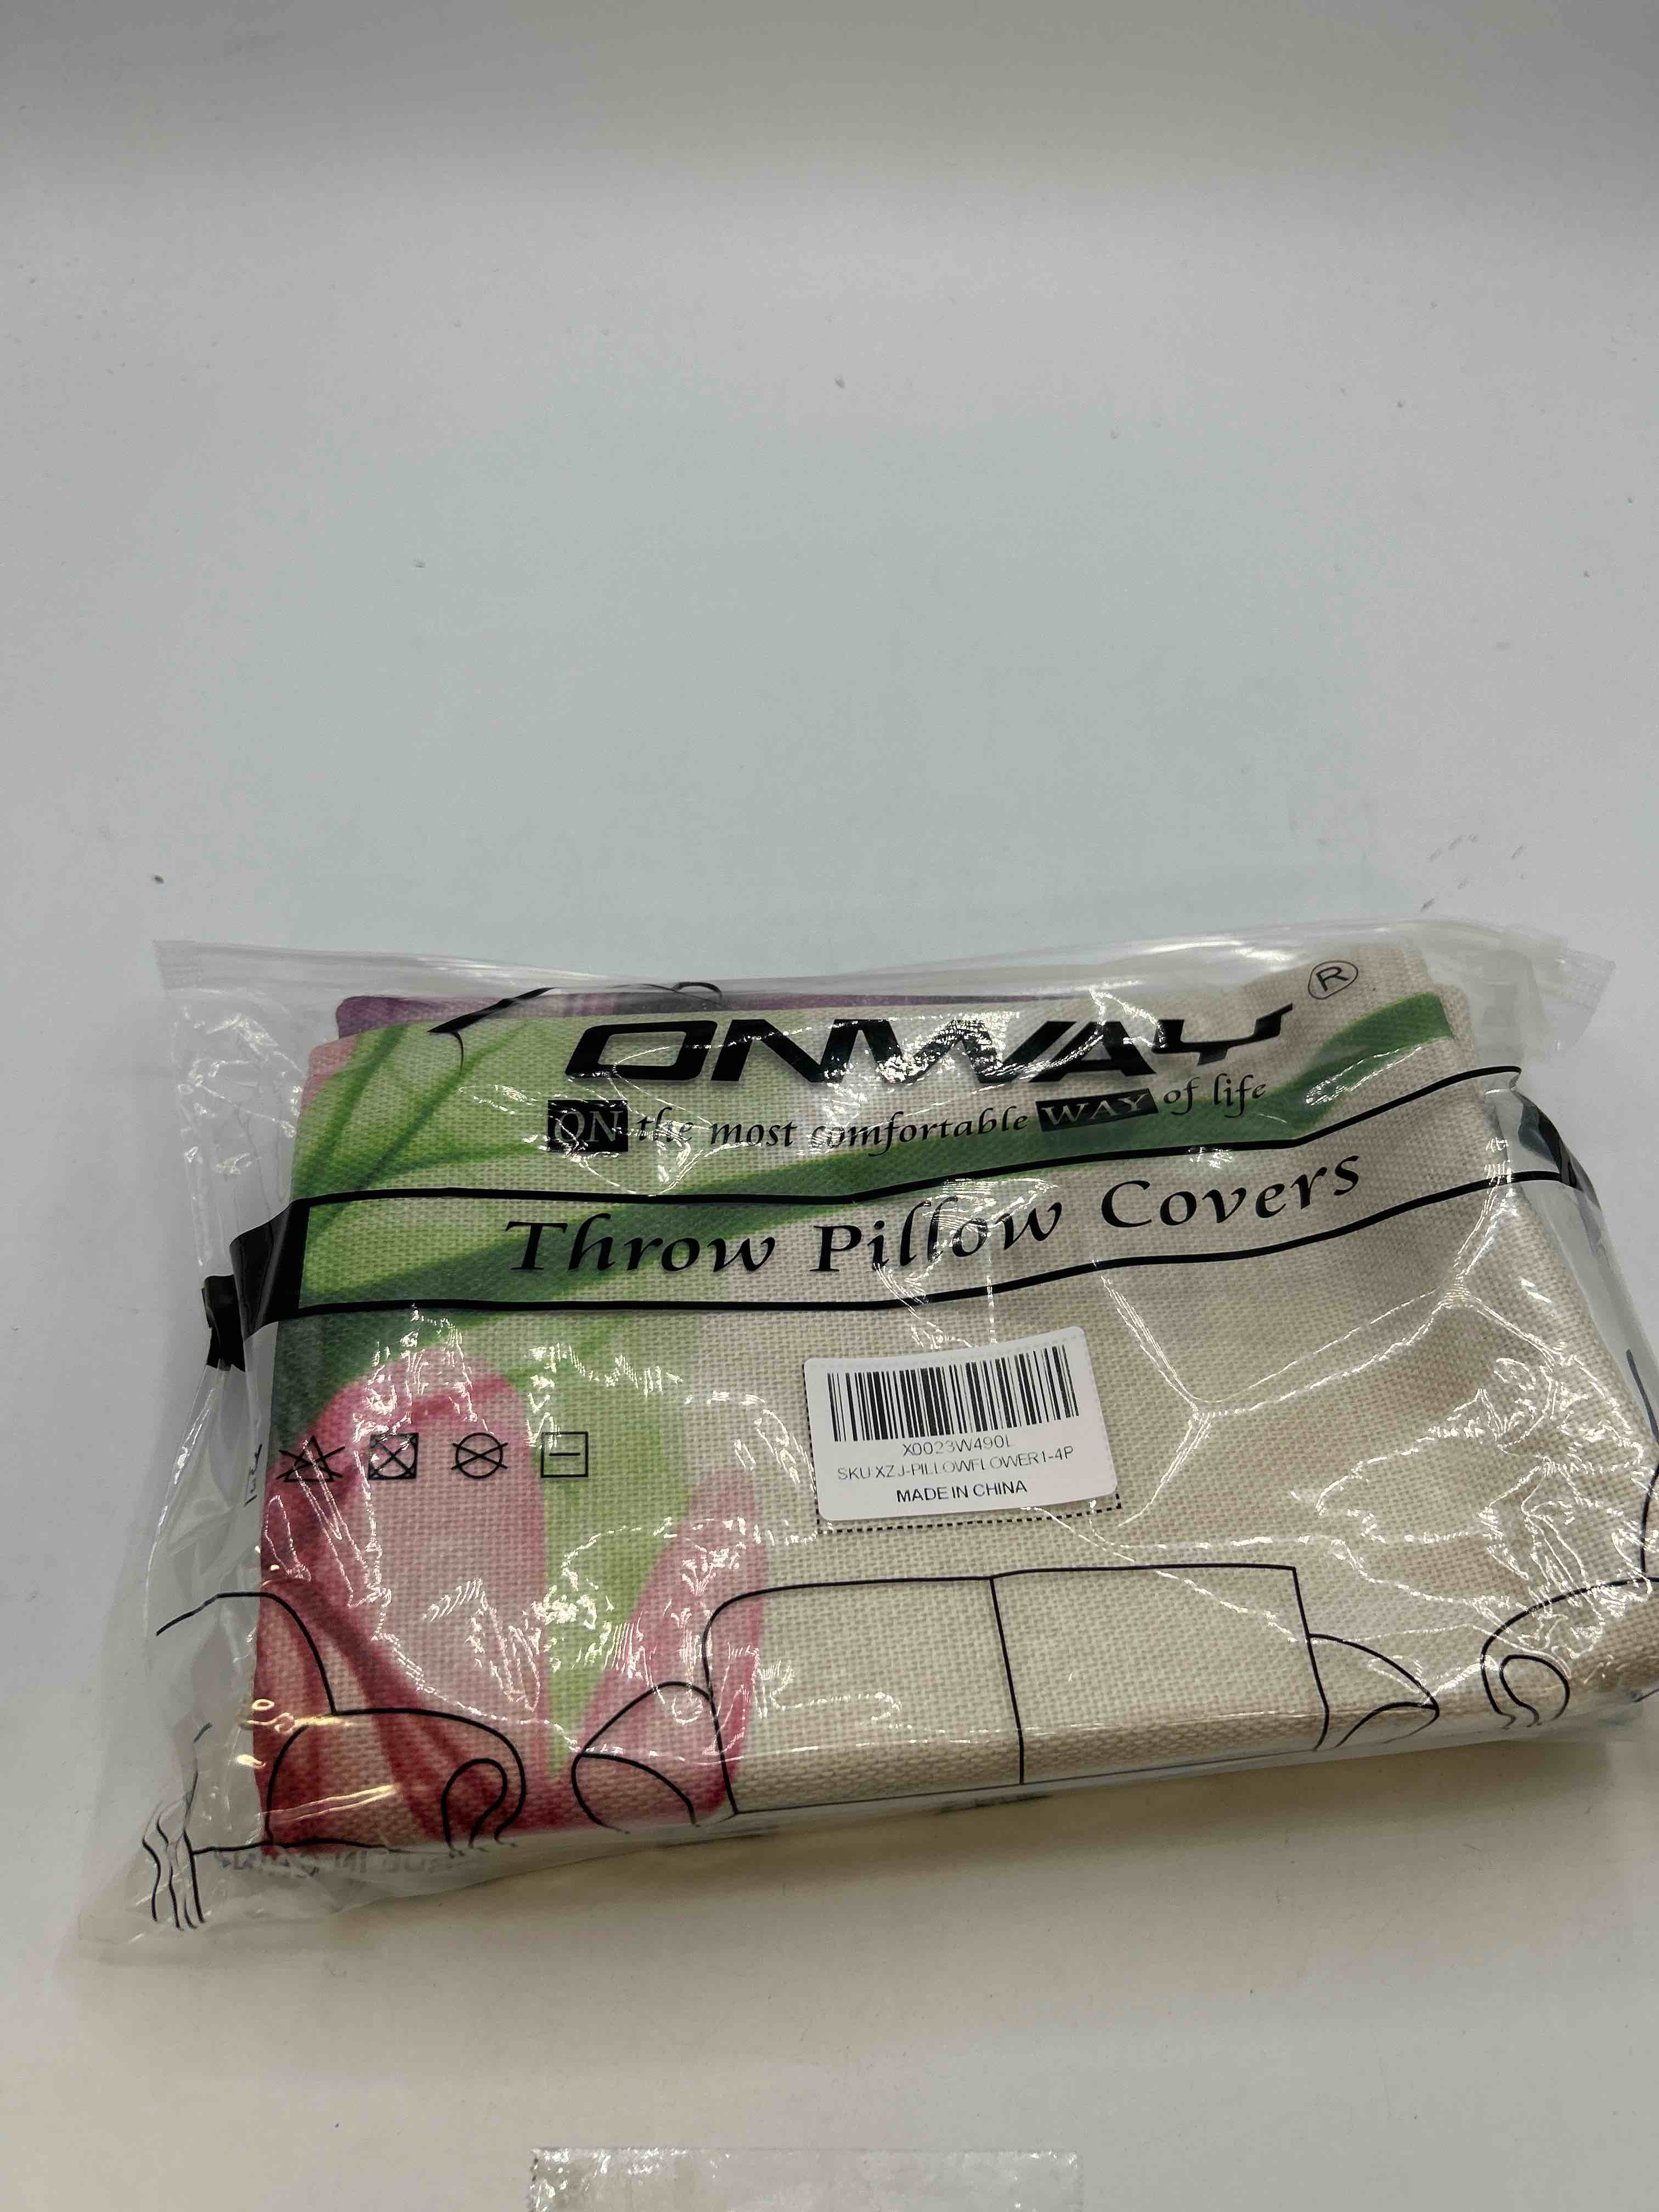 ONWAY®
ON the most comfortable WAY of life
Throw Pillow Covers
X0023W490L
SKU XZJ-PILLOWFLOWER1-4P
MADE IN CHINA